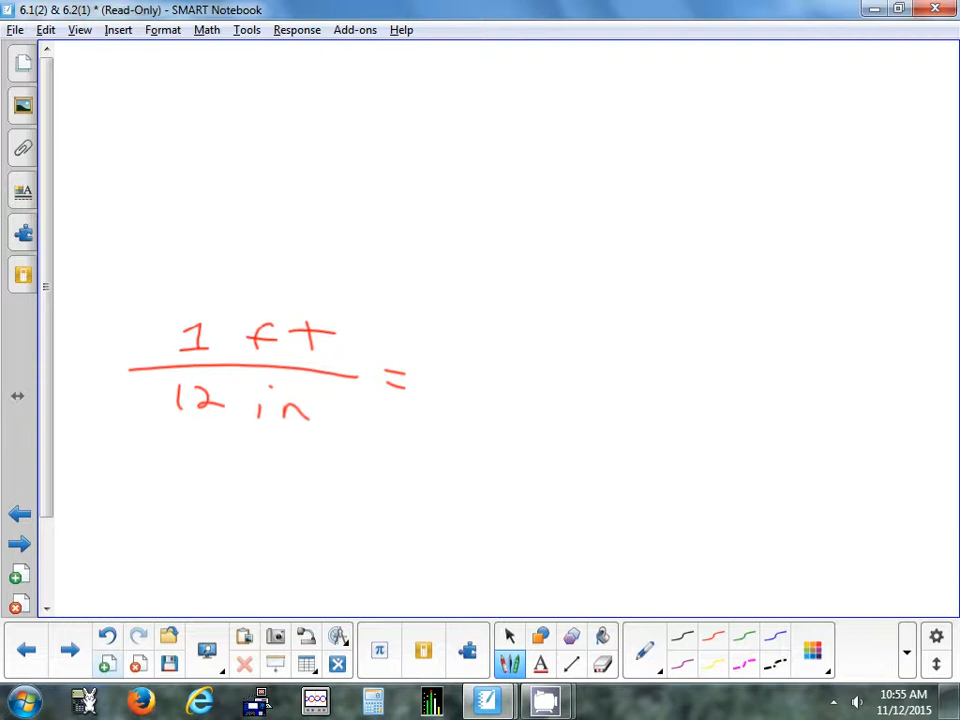 6.1(2) & 6.2(1) * (Read-Only) - SMART Notebook
File Edit View Insert Format Math Tools Response Add-ons Help
1 ft
12 in
=
10:55 AM
11/12/2015